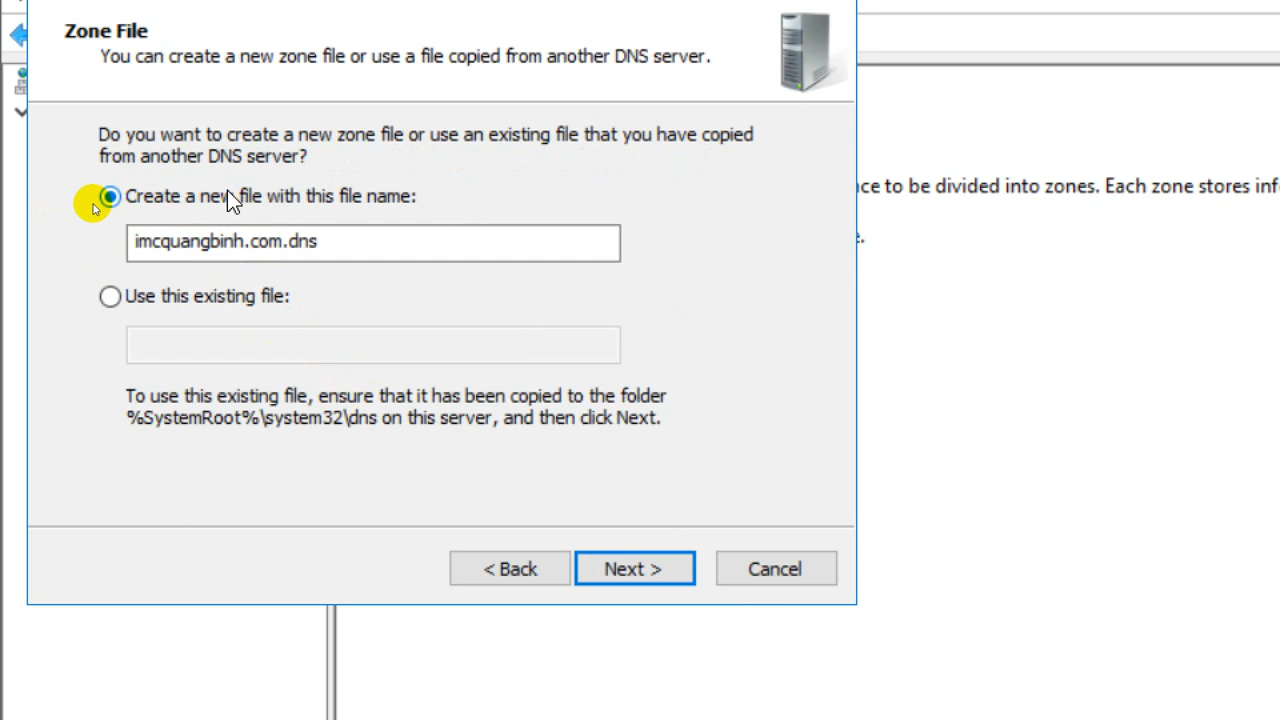 Zone File
You can create a new zone file or use a file copied from another DNS server.
Do you want to create a new zone file or use an existing file that you have copied
from another DNS server?
Create a new file with this file name:
imcquangbinh.com.dns
Use this existing file:
To use this existing file, ensure that it has been copied to the folder
%SystemRoot%\system32\dns on this server, and then click Next.
< Back
Next >
Cancel
to be divided into zones. Each zone stores